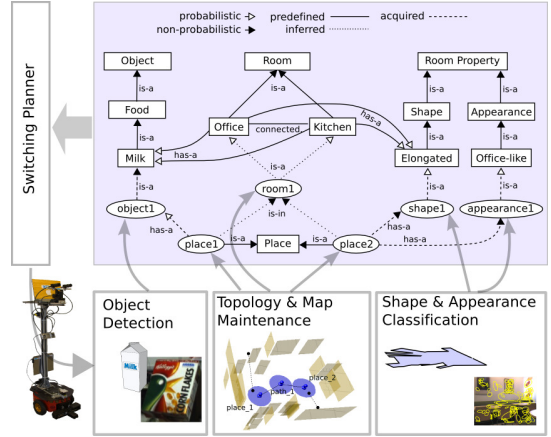 probabilistic
predefined
acquired
non-probabilistic
inferred
Switching Planner
Object
Room
Room Property
is-a
is-a
is-a
is-a
Food
Shape
Appearance
has-a
is-a
is-a
is-a
Office
connected
Kitchen
Milk
has-a
Elongated
Office-like
is-a
is-a
is-a
is-a
room1
object1
shape1
appearance1
has-a
is-in
has-a
place1
is-a
Place
is-a
place2
has-a
Object
Detection
Topology & Map
Maintenance
Shape & Appearance
Classification
Milk
CORN FLAKES
place_1
path_1
place_2